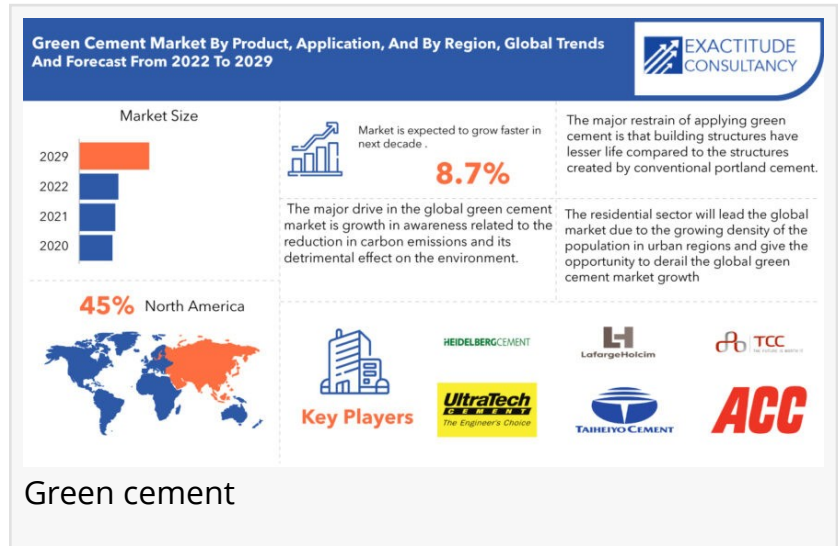 Green Cement Market By Product, Application, And By Region, Global Trends
And Forecast From 2022 To 2029
EXACTITUDE
CONSULTANCY
Market Size
2029
2022
2021
2020
Market is expected to grow faster in
next decade .
8.7%
The major restrain of applying green
cement is that building structures have
lesser life compared to the structures
created by conventional portland cement.
The major drive in the global green cement
market is growth in awareness related to the
reduction in carbon emissions and its
detrimental effect on the environment.
The residential sector will lead the global
market due to the growing density of the
population in urban regions and give the
opportunity to derail the global green
cement market growth
45% North America
Key Players
HEIDELBERGCEMENT
LafargeHolcim
TCC
UltraTech
CEMENT
The Engineer's Choice
TAIHEIYO CEMENT
ACC
Green cement